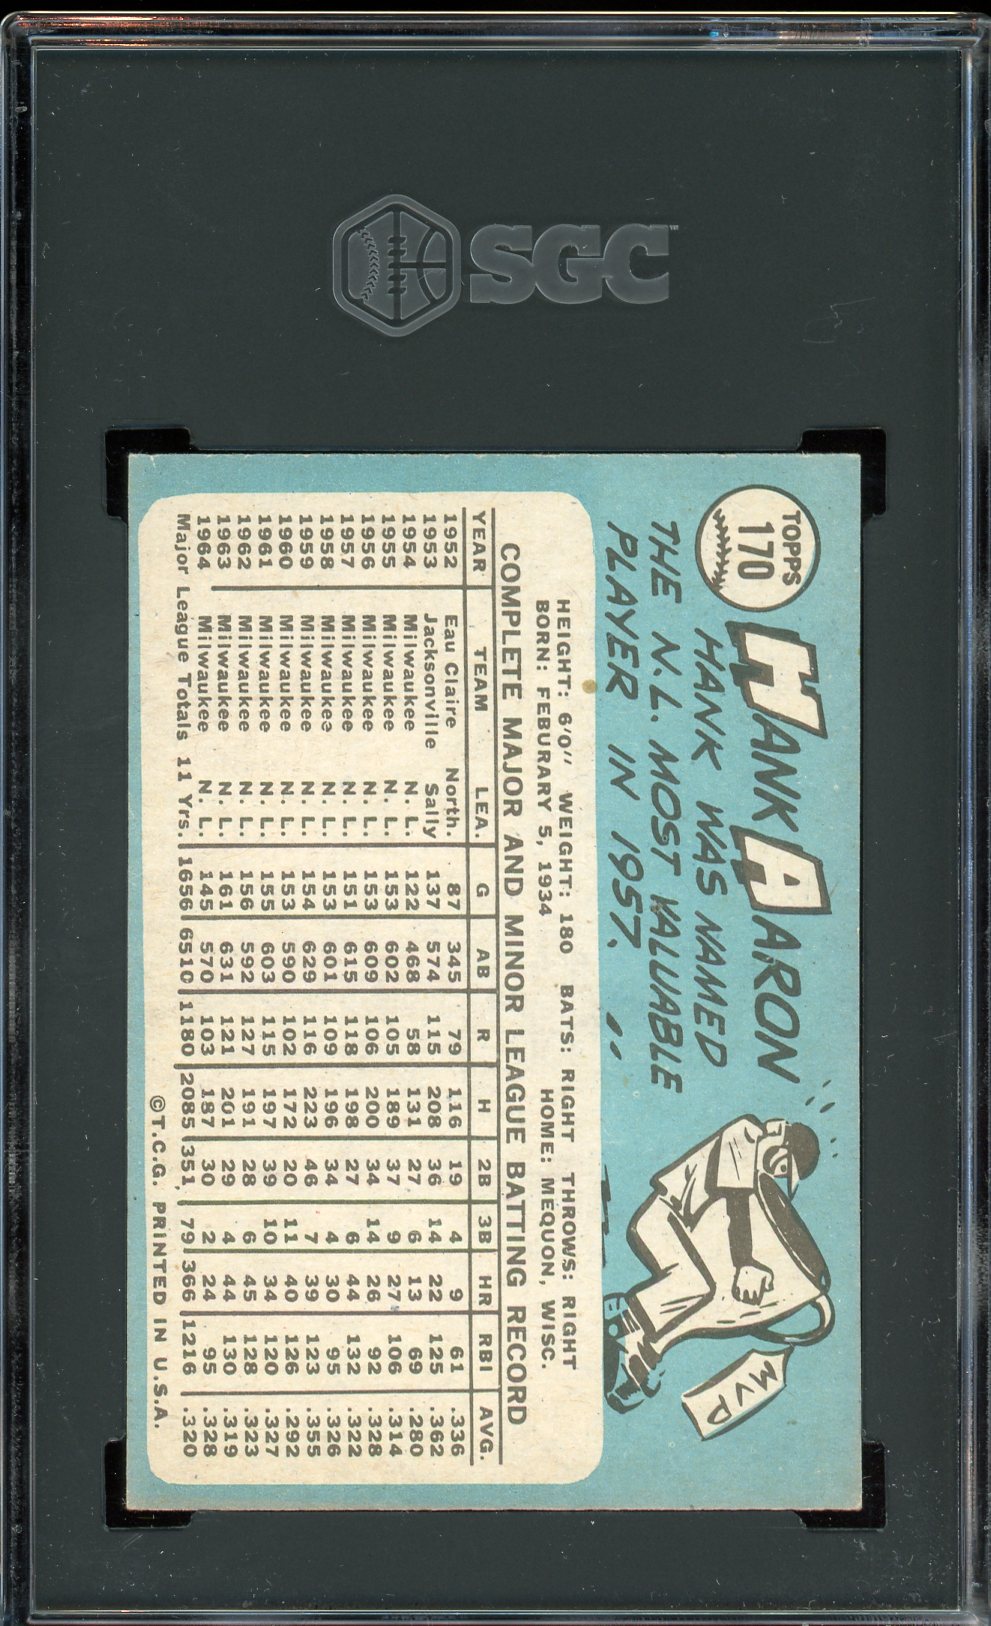 SGC™
TOPPS
170
HANK AARON
HANK WAS NAMED
THE N.L. MOST VALUABLE
PLAYER IN 1957.
MVP
HEIGHT: 6'0" WEIGHT: 180 BATS: RIGHT THROWS: RIGHT
BORN: FEBURARY 5, 1934 HOME: MEQUON, WISC.
COMPLETE MAJOR AND MINOR LEAGUE BATTING RECORD
YEAR TEAM LEA. G AB R H 2B 3B HR RBI AVG.
1952 Eau Claire North. 87 345 79 116 19 4 9 61 .336
1953 Jacksonville Sally 137 574 115 208 36 14 22 125 .362
1954 Milwaukee N. L. 122 468 58 131 27 6 13 69 .280
1955 Milwaukee N. L. 153 602 105 189 37 9 27 106 .314
1956 Milwaukee N. L. 153 609 106 200 34 14 26 92 .328
1957 Milwaukee N. L. 151 615 118 198 27 6 44 132 .322
1958 Milwaukee N. L. 153 601 109 196 34 4 30 95 .326
1959 Milwaukee N. L. 154 629 116 223 46 7 39 123 .355
1960 Milwaukee N. L. 153 590 102 172 20 11 40 126 .292
1961 Milwaukee N. L. 155 603 115 197 39 10 34 120 .327
1962 Milwaukee N. L. 156 592 127 191 28 6 45 128 .323
1963 Milwaukee N. L. 161 631 121 201 29 4 44 130 .319
1964 Milwaukee N. L. 145 570 103 187 30 2 24 95 .328
Major League Totals 11 Yrs. 1656 6510 1180 2085 351 79 366 1216 .320
©T.C.G. PRINTED IN U.S.A.